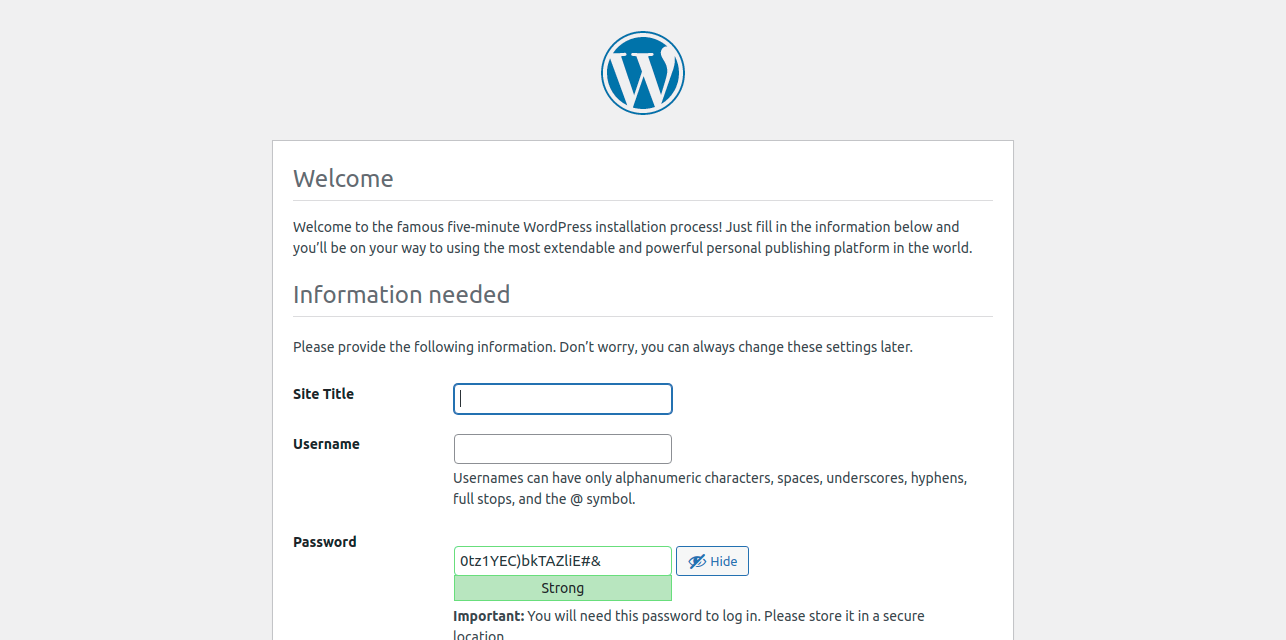 Welcome
Welcome to the famous five-minute WordPress installation process! Just fill in the information below and
you’ll be on your way to using the most extendable and powerful personal publishing platform in the world.
Information needed
Please provide the following information. Don’t worry, you can always change these settings later.
Site Title
Username
Usernames can have only alphanumeric characters, spaces, underscores, hyphens,
full stops, and the @ symbol.
Password
0tz1YEC)bkTAZliE#&
Hide
Strong
Important: You will need this password to log in. Please store it in a secure
location.